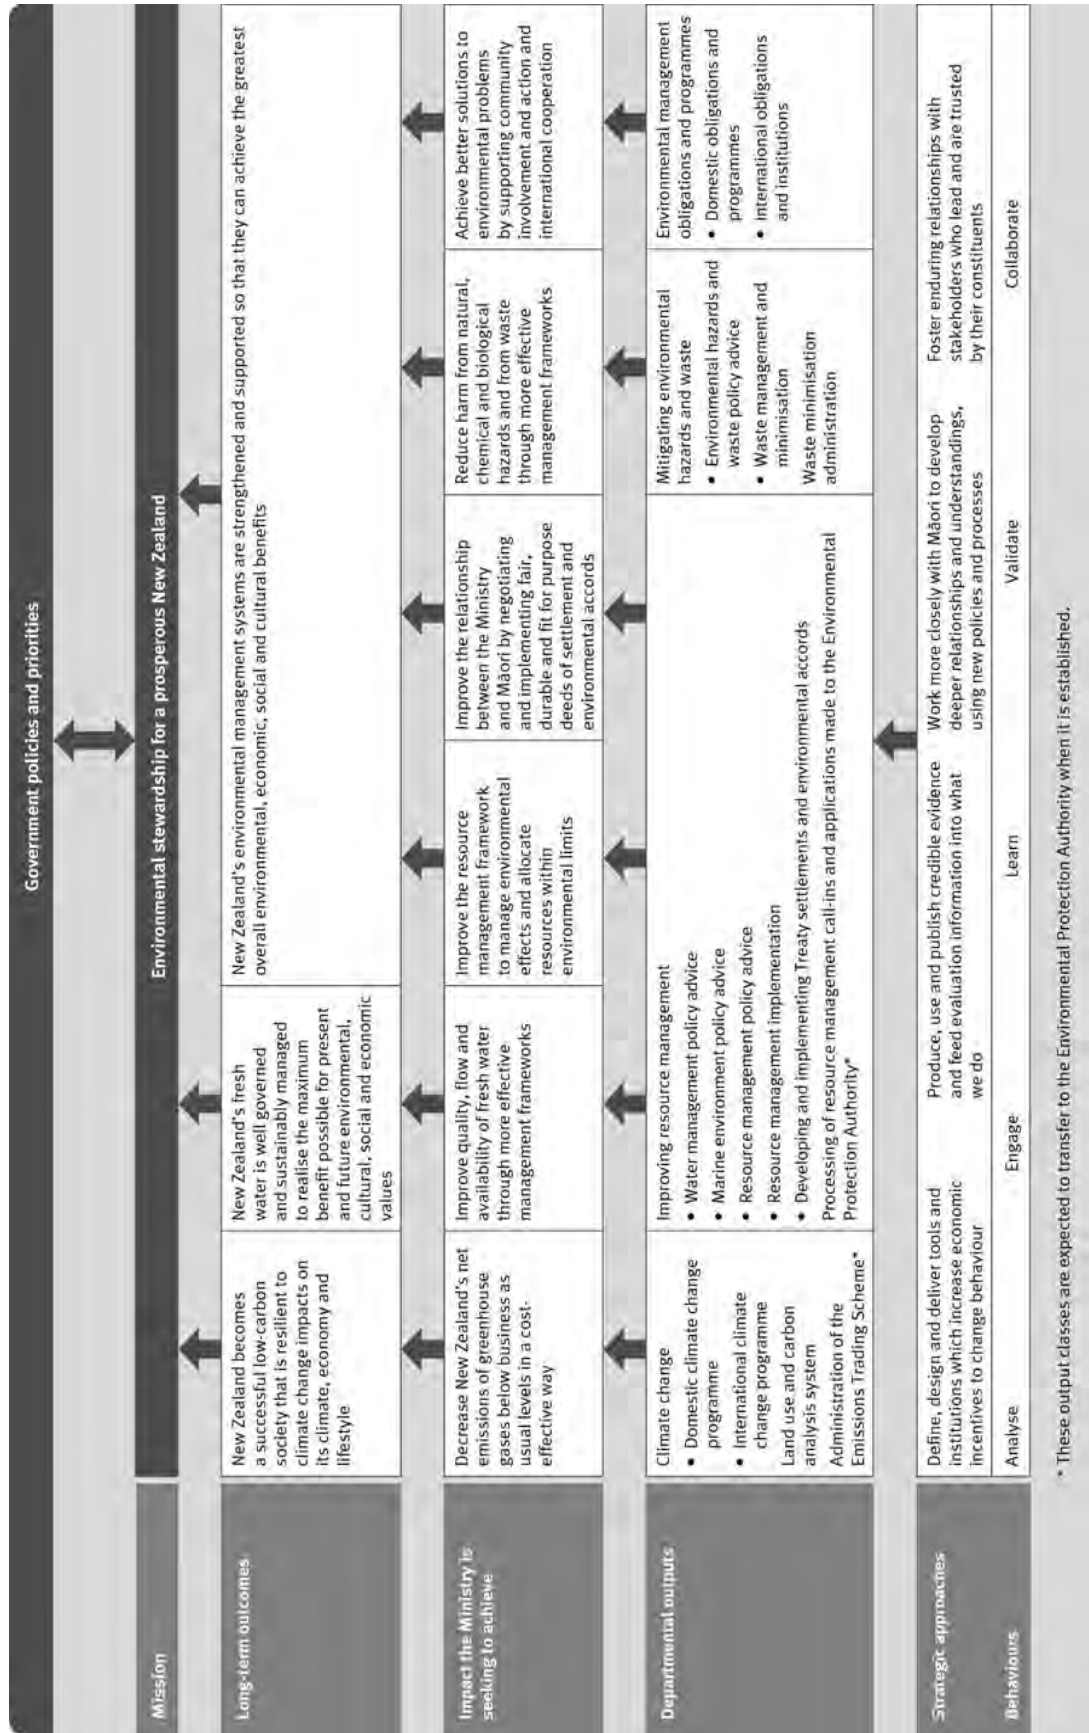 Government policies and priorities
Mission
Environmental stewardship for a prosperous New Zealand
Long-term outcomes
New Zealand becomes
a successful low-carbon
society that is resilient to
climate change impacts on
its climate, economy and
lifestyle
New Zealand's fresh
water is well governed
and sustainably managed
to realise the maximum
benefit possible for present
and future environmental,
cultural, social and economic
values
New Zealand's environmental management systems are strengthened and supported so that they can achieve the greatest
overall environmental, economic, social and cultural benefits
Impact the Ministry is
seeking to achieve
Decrease New Zealand's net
emissions of greenhouse
gases below business as
usual levels in a cost-
effective way
Improve quality, flow and
availability of fresh water
through more effective
management frameworks
Improve the resource
management framework
to manage environmental
effects and allocate
resources within
environmental limits
Improve the relationship
between the Ministry
and Māori by negotiating
and implementing fair,
durable and fit for purpose
deeds of settlement and
environmental accords
Reduce harm from natural,
chemical and biological
hazards and from waste
through more effective
management frameworks
Achieve better solutions to
environmental problems
by supporting community
involvement and action and
international cooperation
Departmental outputs
Climate change
• Domestic climate change
programme
• International climate
change programme
Land use and carbon
analysis system
Administration of the
Emissions Trading Scheme*
Improving resource management
• Water management policy advice
• Marine environment policy advice
• Resource management policy advice
• Resource management implementation
• Developing and implementing Treaty settlements and environmental accords
Processing of resource management call-ins and applications made to the Environmental
Protection Authority*
Mitigating environmental
hazards and waste
• Environmental hazards and
waste policy advice
• Waste management and
minimisation
Waste minimisation
administration
Environmental management
obligations and programmes
• Domestic obligations and
programmes
• International obligations
and institutions
Strategic approaches
Define, design and deliver tools and
institutions which increase economic
incentives to change behaviour
Produce, use and publish credible evidence
and feed evaluation information into what
we do
Work more closely with Māori to develop
deeper relationships and understandings,
using new policies and processes
Foster enduring relationships with
stakeholders who lead and are trusted
by their constituents
Behaviours
Analyse
Engage
Learn
Validate
Collaborate
* These output classes are expected to transfer to the Environmental Protection Authority when it is established.